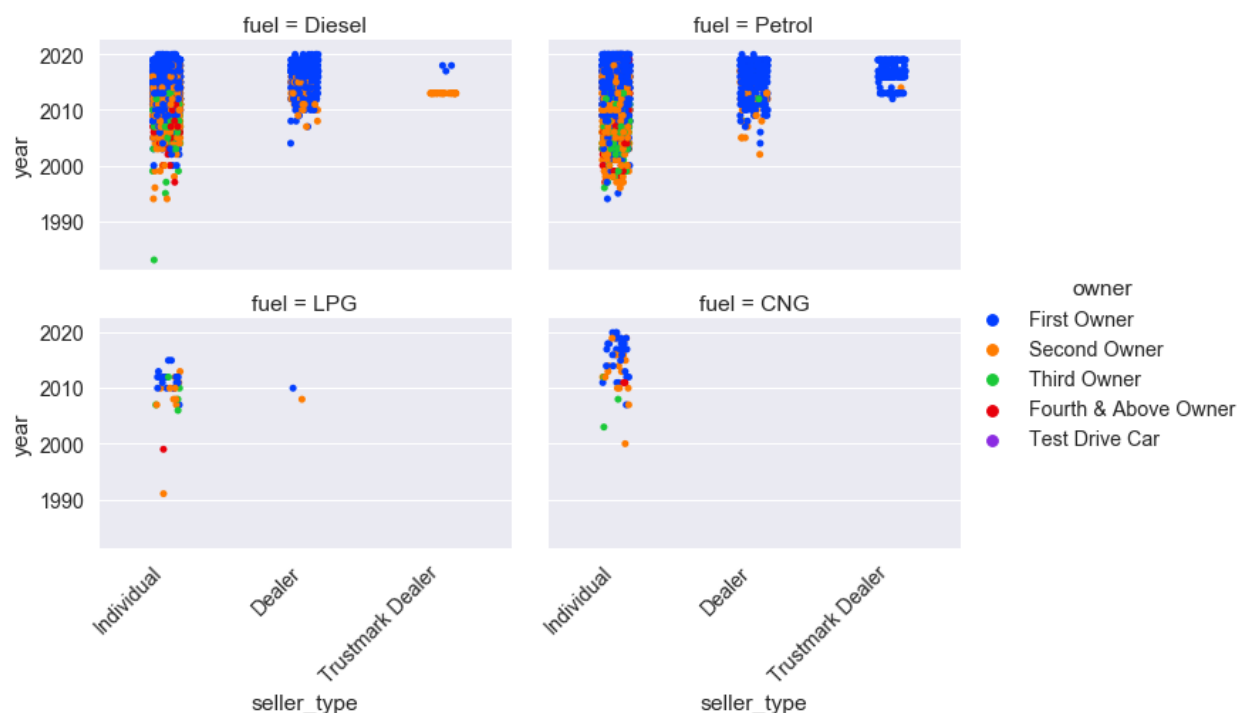 fuel = Diesel
fuel = Petrol
2020
2010
2000
1990
year
fuel = LPG
fuel = CNG
2020
2010
2000
1990
year
owner
First Owner
Second Owner
Third Owner
Fourth & Above Owner
Test Drive Car
Individual
Dealer
Trustmark Dealer
Individual
Dealer
Trustmark Dealer
seller_type
seller_type